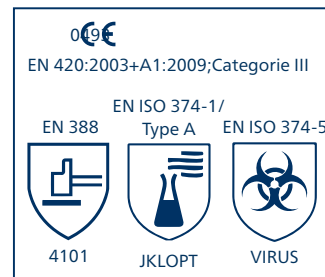 0493
EN 420:2003+A1:2009;Categorie III
EN 388
EN ISO 374-1/
Type A
EN ISO 374-5
4101
JKLOPT
VIRUS